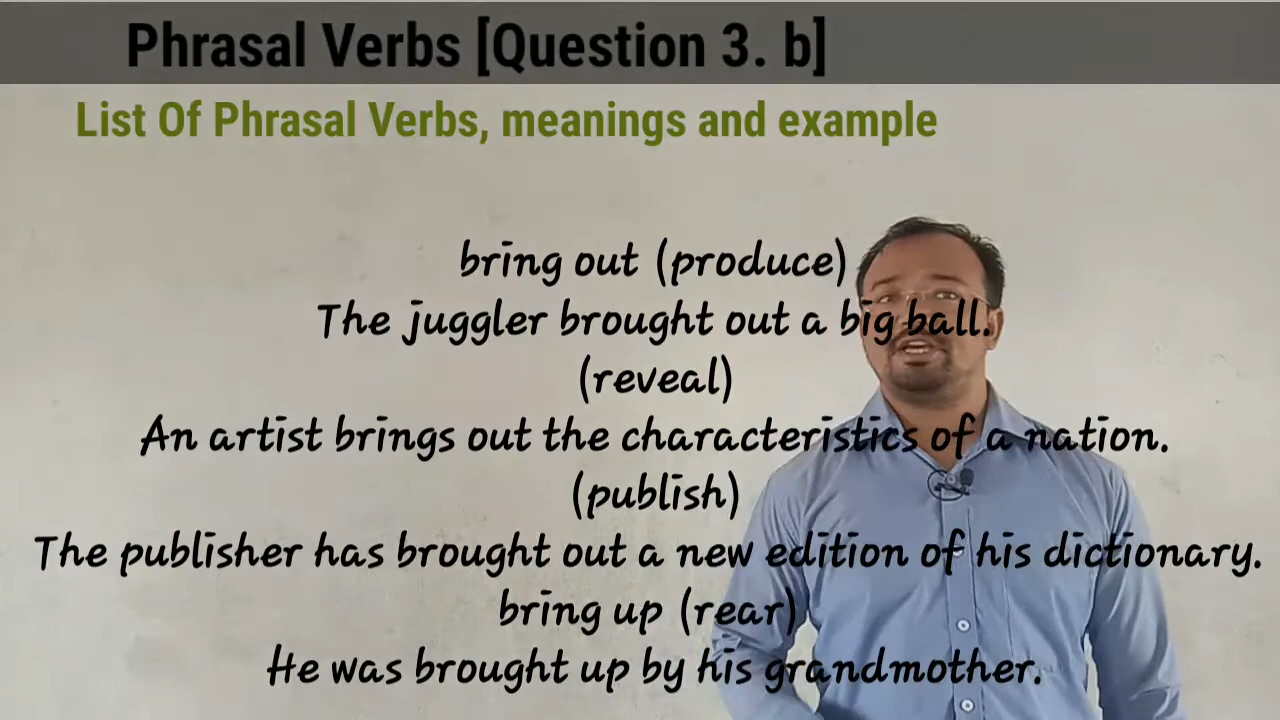 Phrasal Verbs [Question 3. b]
List Of Phrasal Verbs, meanings and example
bring out (produce)
The juggler brought out a big ball.
(reveal)
An artist brings out the characteristics of a nation.
(publish)
The publisher has brought out a new edition of his dictionary.
bring up (rear)
He was brought up by his grandmother.